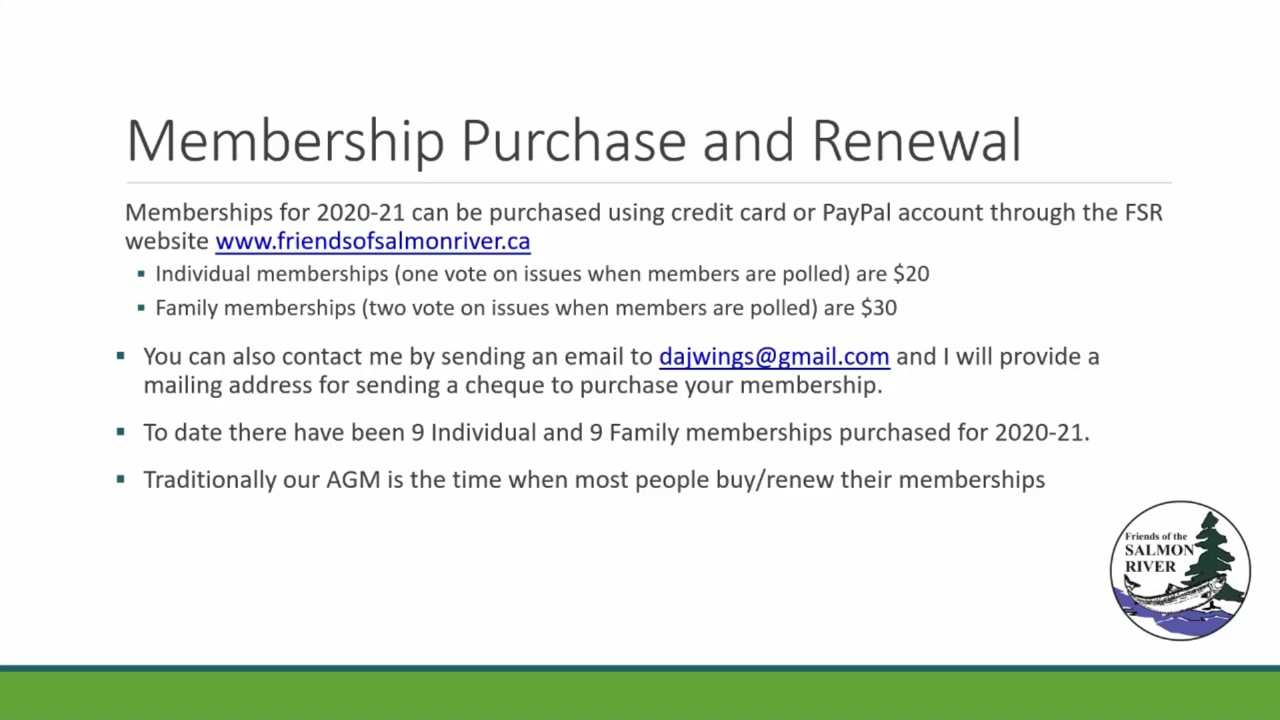 Membership Purchase and Renewal
Memberships for 2020-21 can be purchased using credit card or PayPal account through the FSR
website www.friendsofsalmonriver.ca
▪ Individual memberships (one vote on issues when members are polled) are $20
▪ Family memberships (two vote on issues when members are polled) are $30
▪ You can also contact me by sending an email to dajwings@gmail.com and I will provide a
mailing address for sending a cheque to purchase your membership.
▪ To date there have been 9 Individual and 9 Family memberships purchased for 2020-21.
▪ Traditionally our AGM is the time when most people buy/renew their memberships
Friends of the
SALMON
RIVER